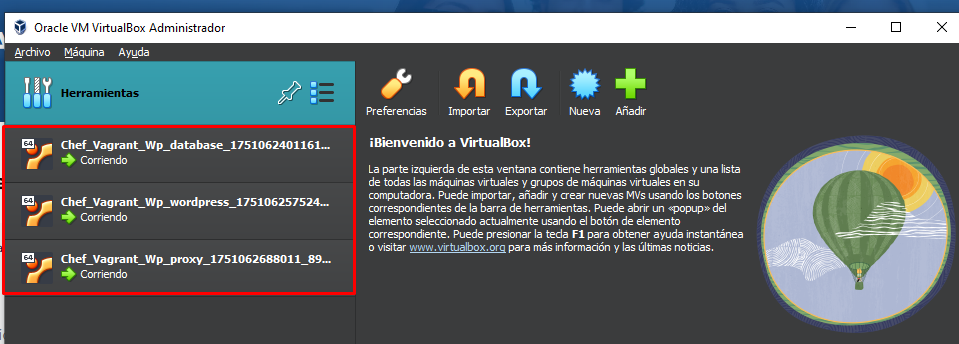 Oracle VM VirtualBox Administrador
Archivo Máquina Ayuda
Herramientas
Preferencias Importar Exportar Nueva Añadir
64
Chef_Vagrant_Wp_database_1751062401161...
Corriendo
64
Chef_Vagrant_Wp_wordpress_175106257524...
Corriendo
64
Chef_Vagrant_Wp_proxy_1751062688011_89...
Corriendo
¡Bienvenido a VirtualBox!
La parte izquierda de esta ventana contiene herramientas globales y una lista
de todas las máquinas virtuales y grupos de máquinas virtuales en su
computadora. Puede importar, añadir y crear nuevas MVs usando los botones
correspondientes de la barra de herramientas. Puede abrir un «popup» del
elemento seleccionado actualmente usando el botón de elemento
correspondiente. Puede presionar la tecla F1 para obtener ayuda instantánea
o visitar www.virtualbox.org para más información y las últimas noticias.